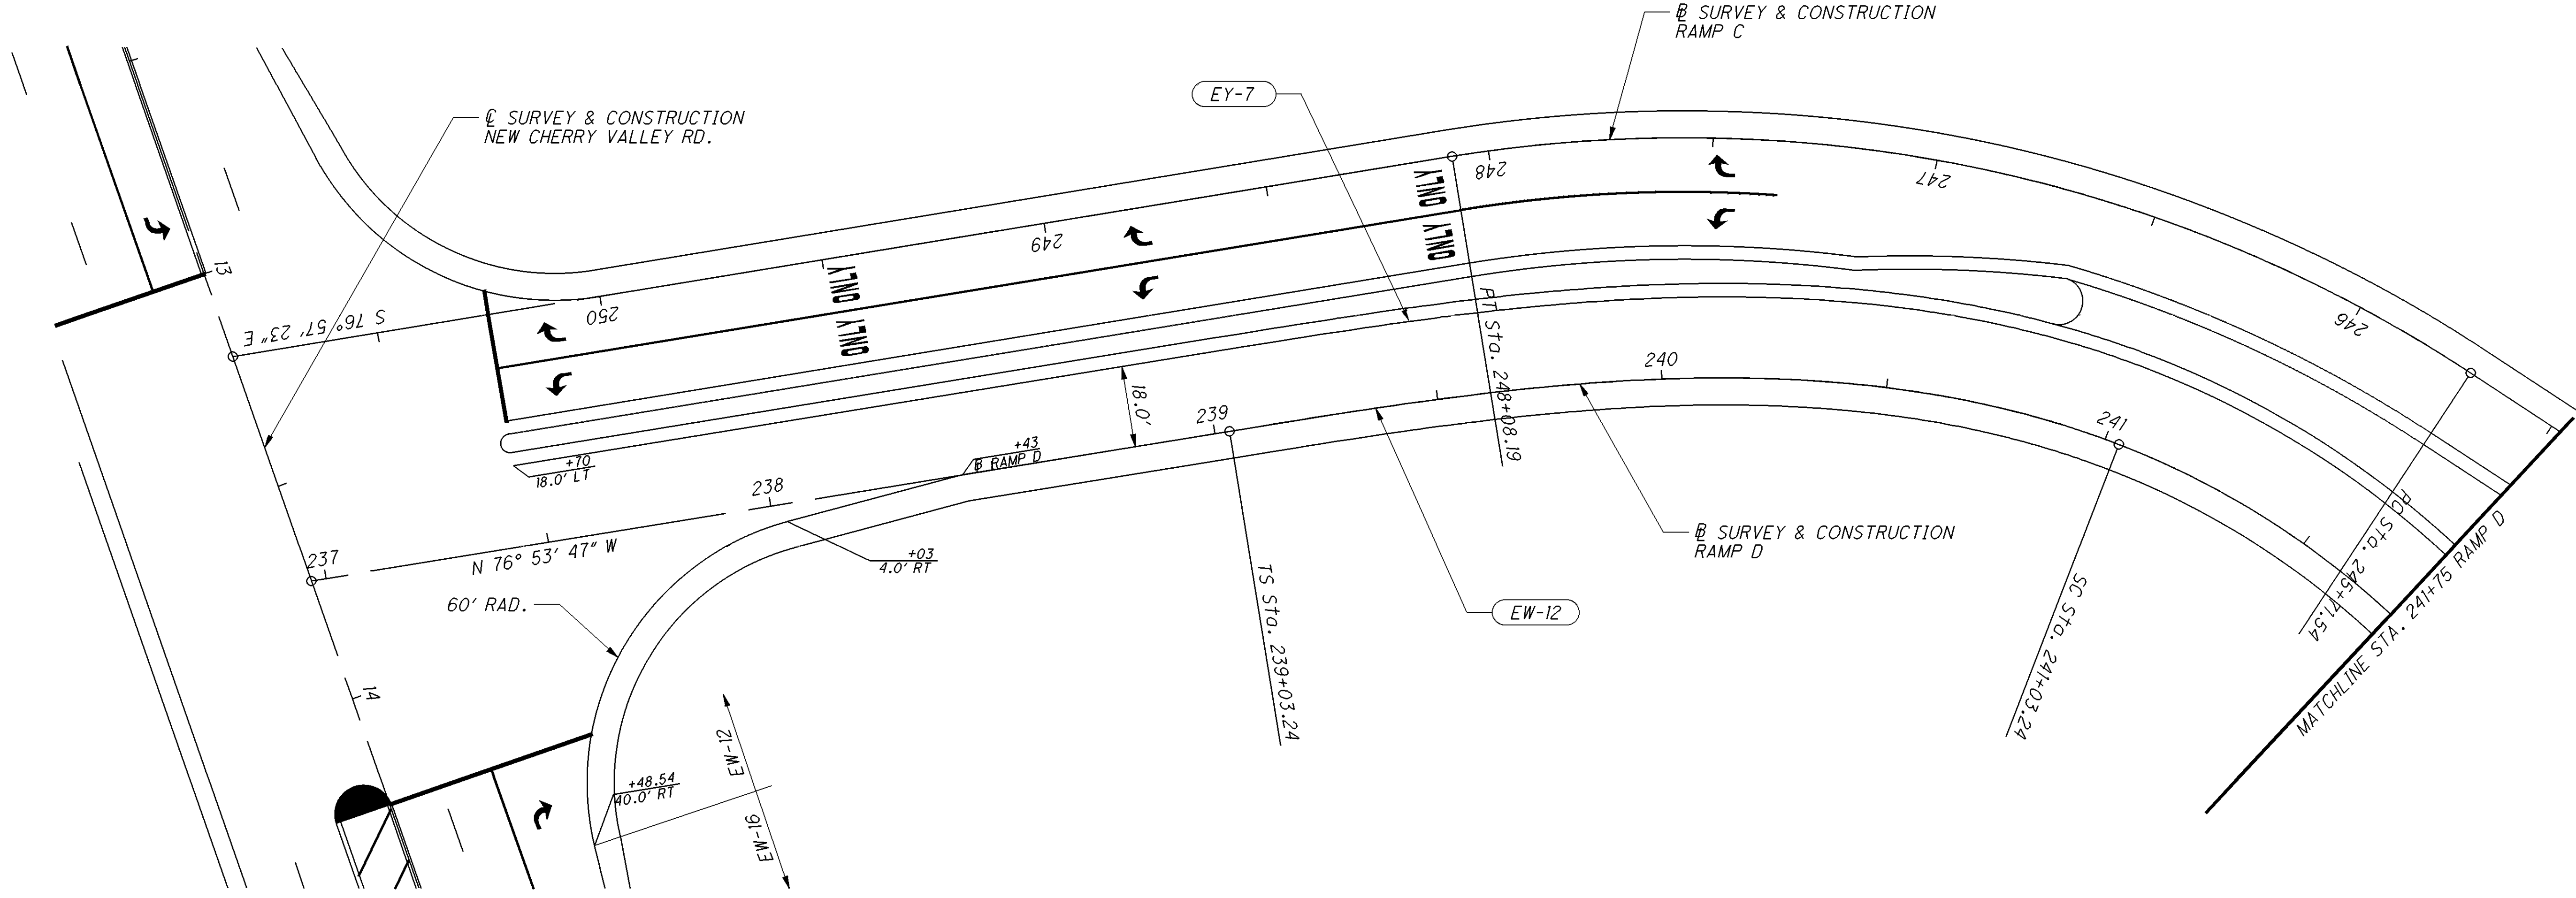 ℄ SURVEY & CONSTRUCTION
NEW CHERRY VALLEY RD.
EY-7
B̸L SURVEY & CONSTRUCTION
RAMP C
13
S 76° 57' 23" E
250
ONLY
ONLY
249
ONLY
ONLY
248
247
246
PT Sta. 248+08.19
PC Sta. 245+71.54
237
N 76° 53' 47" W
238
239
240
241
+70
18.0' LT
+43
B̸L RAMP D
18.0'
+03
4.0' RT
60' RAD.
TS Sta. 239+03.24
EW-12
B̸L SURVEY & CONSTRUCTION
RAMP D
SC Sta. 241+03.24
MATCHLINE STA. 241+75 RAMP D
14
+48.54
40.0' RT
EW-12
EW-16